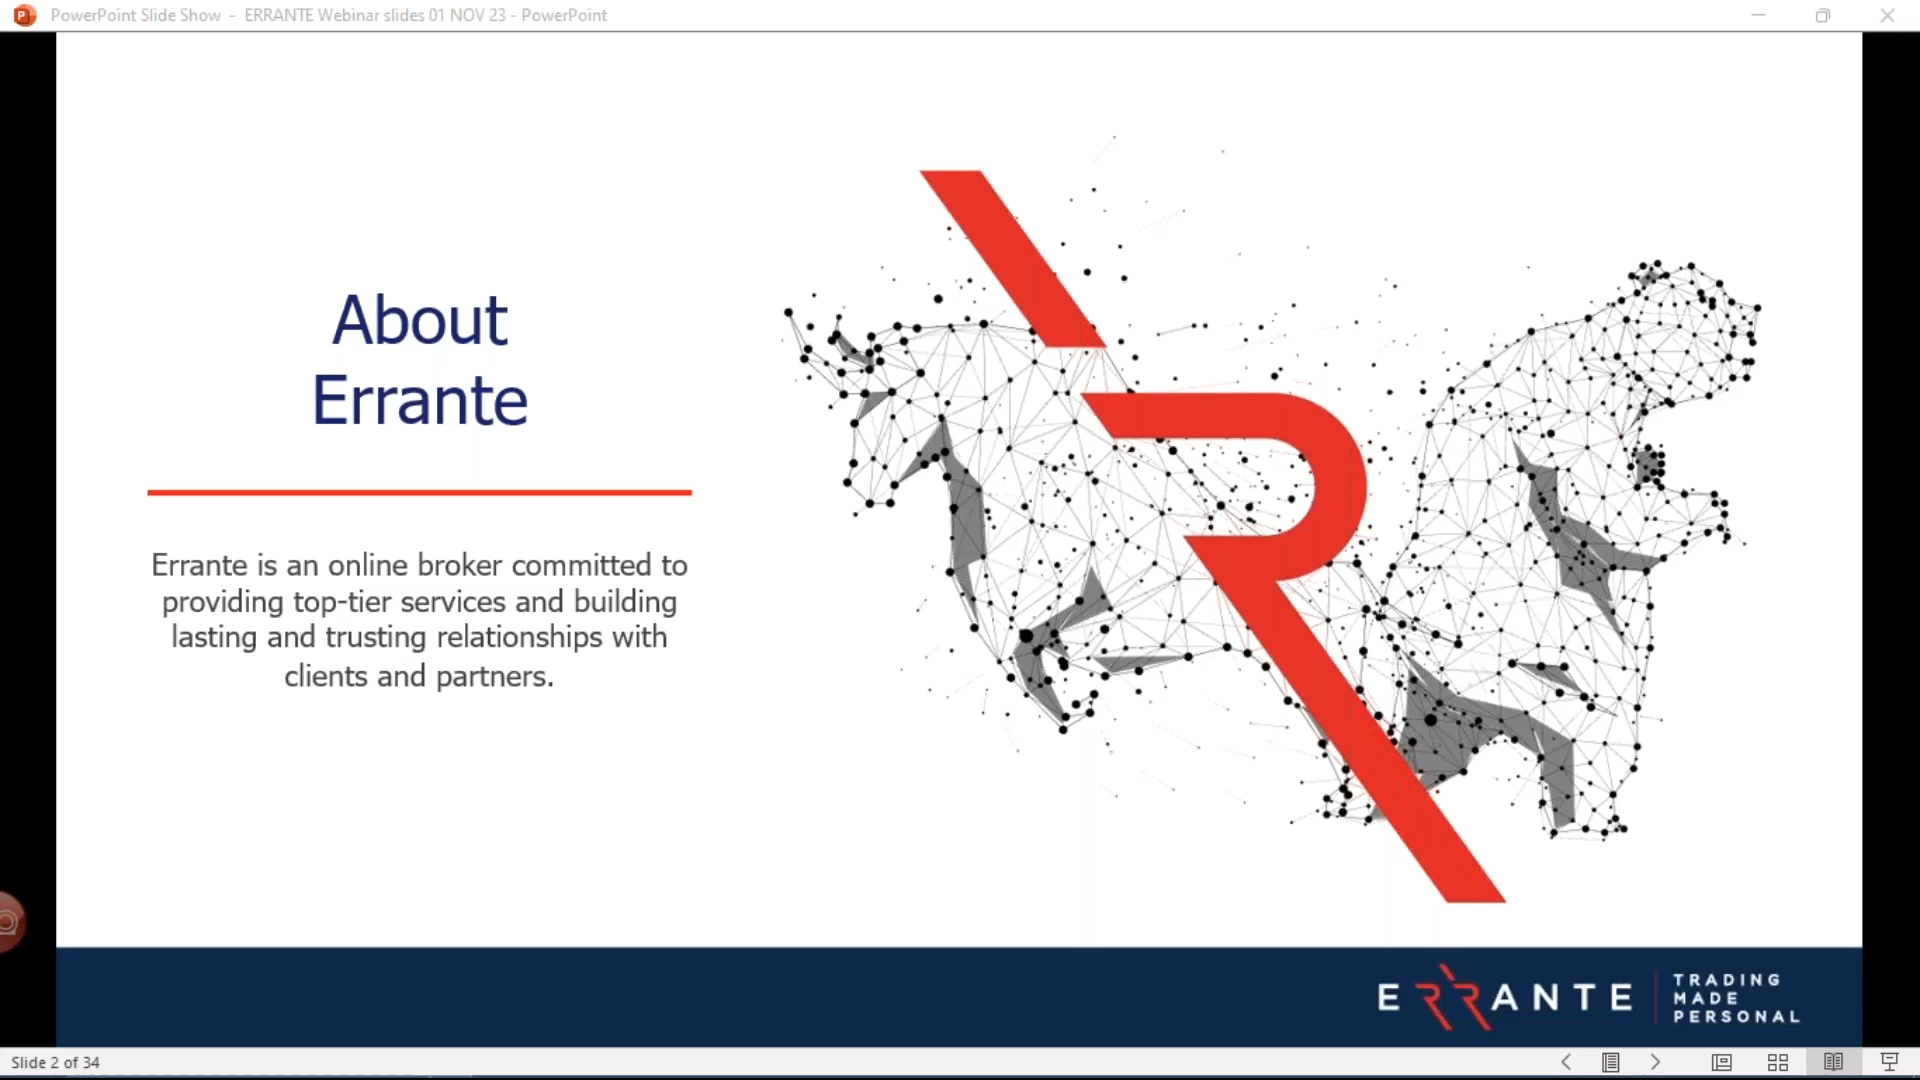 PowerPoint Slide Show - ERRANTE Webinar slides 01 NOV 23 - PowerPoint
About
Errante
Errante is an online broker committed to
providing top-tier services and building
lasting and trusting relationships with
clients and partners.
ERRANTE
TRADING
MADE
PERSONAL
Slide 2 of 34